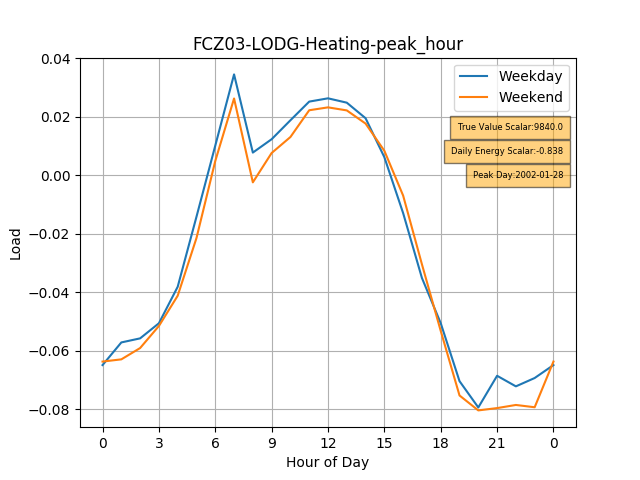 FCZ03-LODG-Heating-peak_hour
Weekday
Weekend
True Value Scalar:9840.0
Daily Energy Scalar:-0.838
Peak Day:2002-01-28
Load
0.04
0.02
0.00
−0.02
−0.04
−0.06
−0.08
0 3 6 9 12 15 18 21 0
Hour of Day